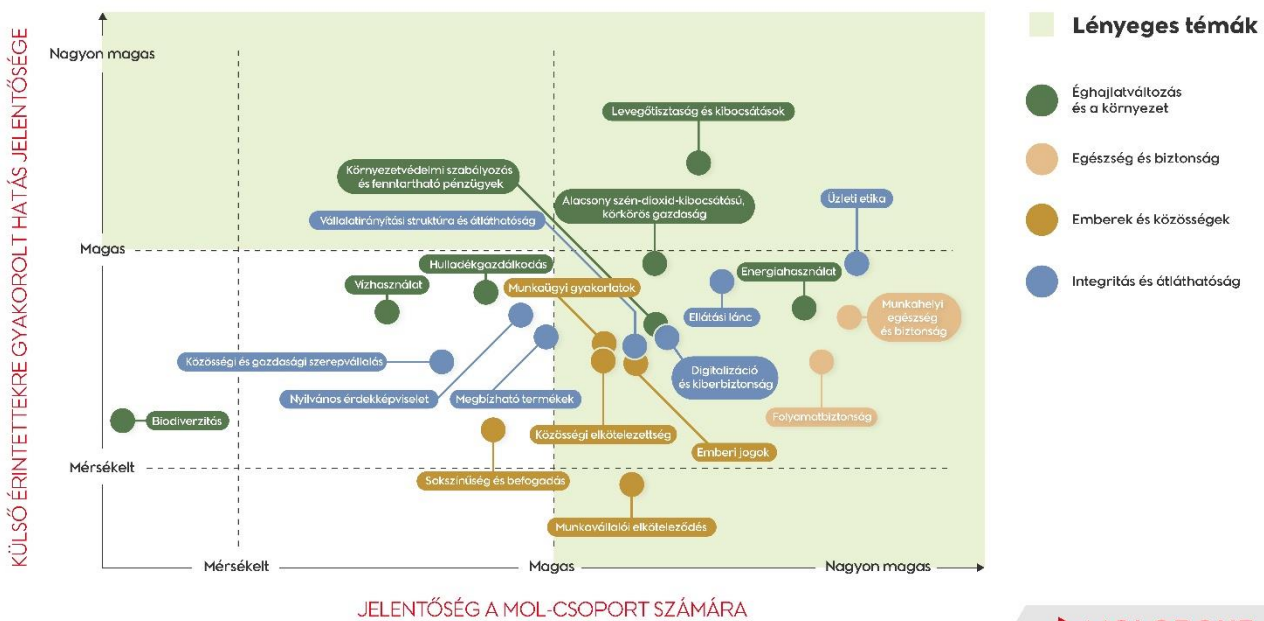 KÜLSŐ ÉRINTETTEKRE GYAKOROLT HATÁS JELENTŐSÉGE
Nagyon magas
Magas
Mérsékelt
Levegőtisztaság és kibocsátások
Környezetvédelmi szabályozás
és fenntartható pénzügyek
Alacsony szén-dioxid-kibocsátású,
körkörös gazdaság
Üzleti etika
Vállalatirányítási struktúra és átláthatóság
Hulladékgazdálkodás
Energiahasználat
Vízhasználat
Munkaügyi gyakorlatok
Ellátási lánc
Munkahelyi
egészség
és biztonság
Közösségi és gazdasági szerepvállalás
Digitalizáció
és kiberbiztonság
Nyilvános érdekképviselet
Megbízható termékek
Biodiverzitás
Folyamatbiztonság
Közösségi elkötelezettség
Emberi jogok
Sokszínűség és befogadás
Munkavállalói elköteleződés
Mérsékelt
Magas
Nagyon magas
JELENTŐSÉG A MOL-CSOPORT SZÁMÁRA
Lényeges témák
Éghajlatváltozás
és a környezet
Egészség és biztonság
Emberek és közösségek
Integritás és átláthatóság